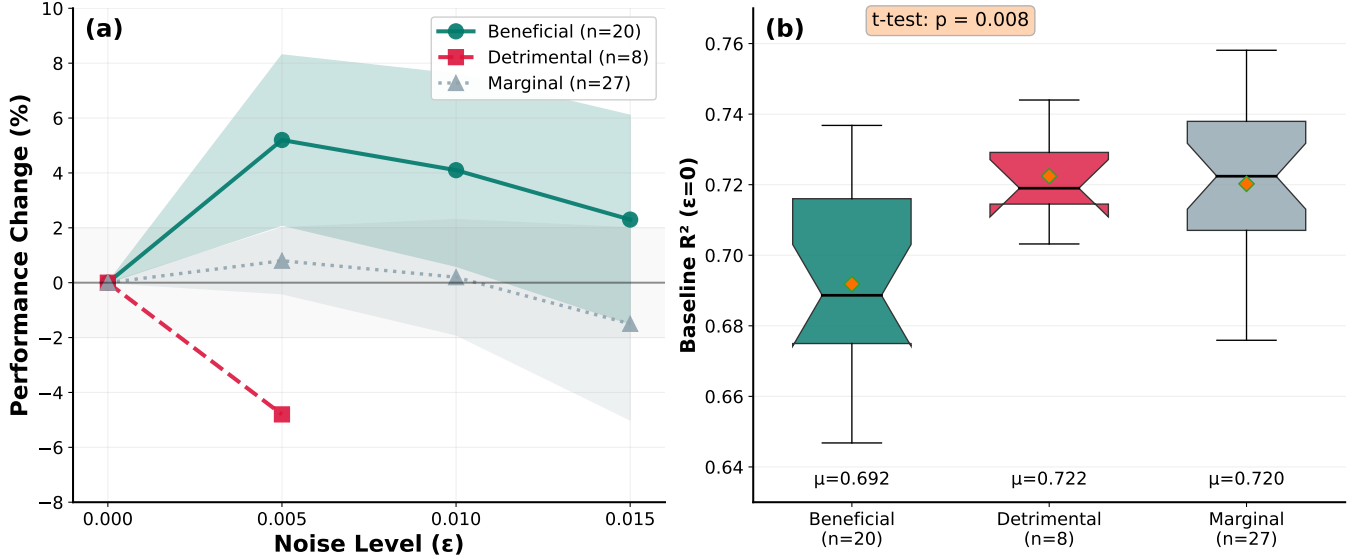 (a)
Beneficial (n=20)
Detrimental (n=8)
Marginal (n=27)
Performance Change (%)
10
8
6
4
2
0
−2
−4
−6
−8
0.000
0.005
0.010
0.015
Noise Level (ε)
(b)
t-test: p = 0.008
Baseline R² (ε=0)
0.76
0.74
0.72
0.70
0.68
0.66
0.64
μ=0.692
μ=0.722
μ=0.720
Beneficial
(n=20)
Detrimental
(n=8)
Marginal
(n=27)